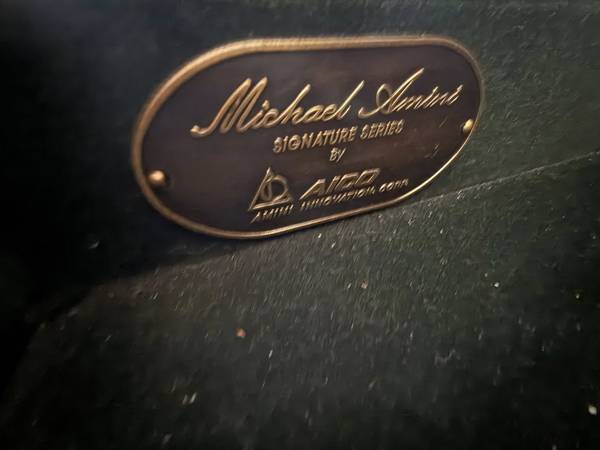 Michael Amini
SIGNATURE SERIES
BY
AICO
AMINI INNOVATION CORP.